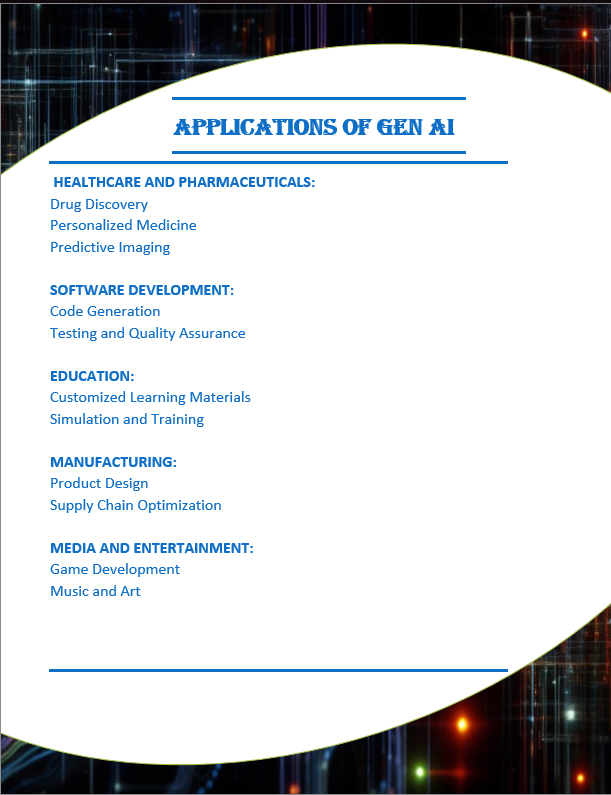 APPLICATIONS OF GEN AI
HEALTHCARE AND PHARMACEUTICALS:
Drug Discovery
Personalized Medicine
Predictive Imaging
SOFTWARE DEVELOPMENT:
Code Generation
Testing and Quality Assurance
EDUCATION:
Customized Learning Materials
Simulation and Training
MANUFACTURING:
Product Design
Supply Chain Optimization
MEDIA AND ENTERTAINMENT:
Game Development
Music and Art